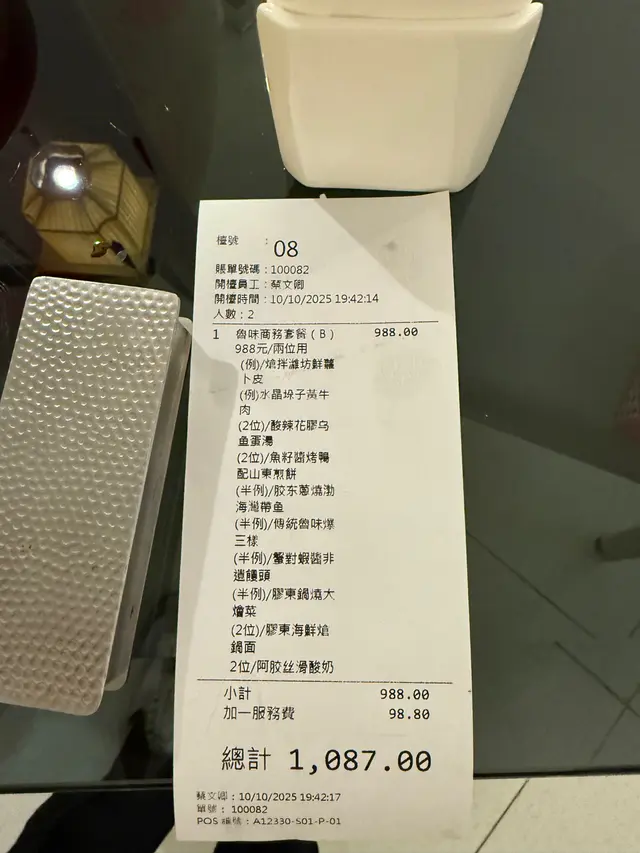 檯號 : 08
賬單號碼：100082
開檯員工：蔡文卿
開檯時間：10/10/2025 19:42:14
人數：2
1 魯味商務套餐(B) 988.00
988元/兩位用
(例)/熗拌濰坊鮮蘿
卜皮
(例)水晶垛子黃牛
肉
(2位)/酸辣花膠乌
鱼蛋湯
(2位)/魚籽醬烤鴨
配山東煎餅
(半例)/胶东蔥燒渤
海灣帶鱼
(半例)/傳統魯味爆
三樣
(半例)/蟹對蝦醬非
遺饅頭
(半例)/膠東鍋燒大
燴菜
(2位)/膠東海鮮熗
鍋面
2位/阿胶丝滑酸奶
小計 988.00
加一服務費 98.80
總計 1,087.00
蔡文卿：10/10/2025 19:42:17
單號：100082
POS 編號：A12330-S01-P-01